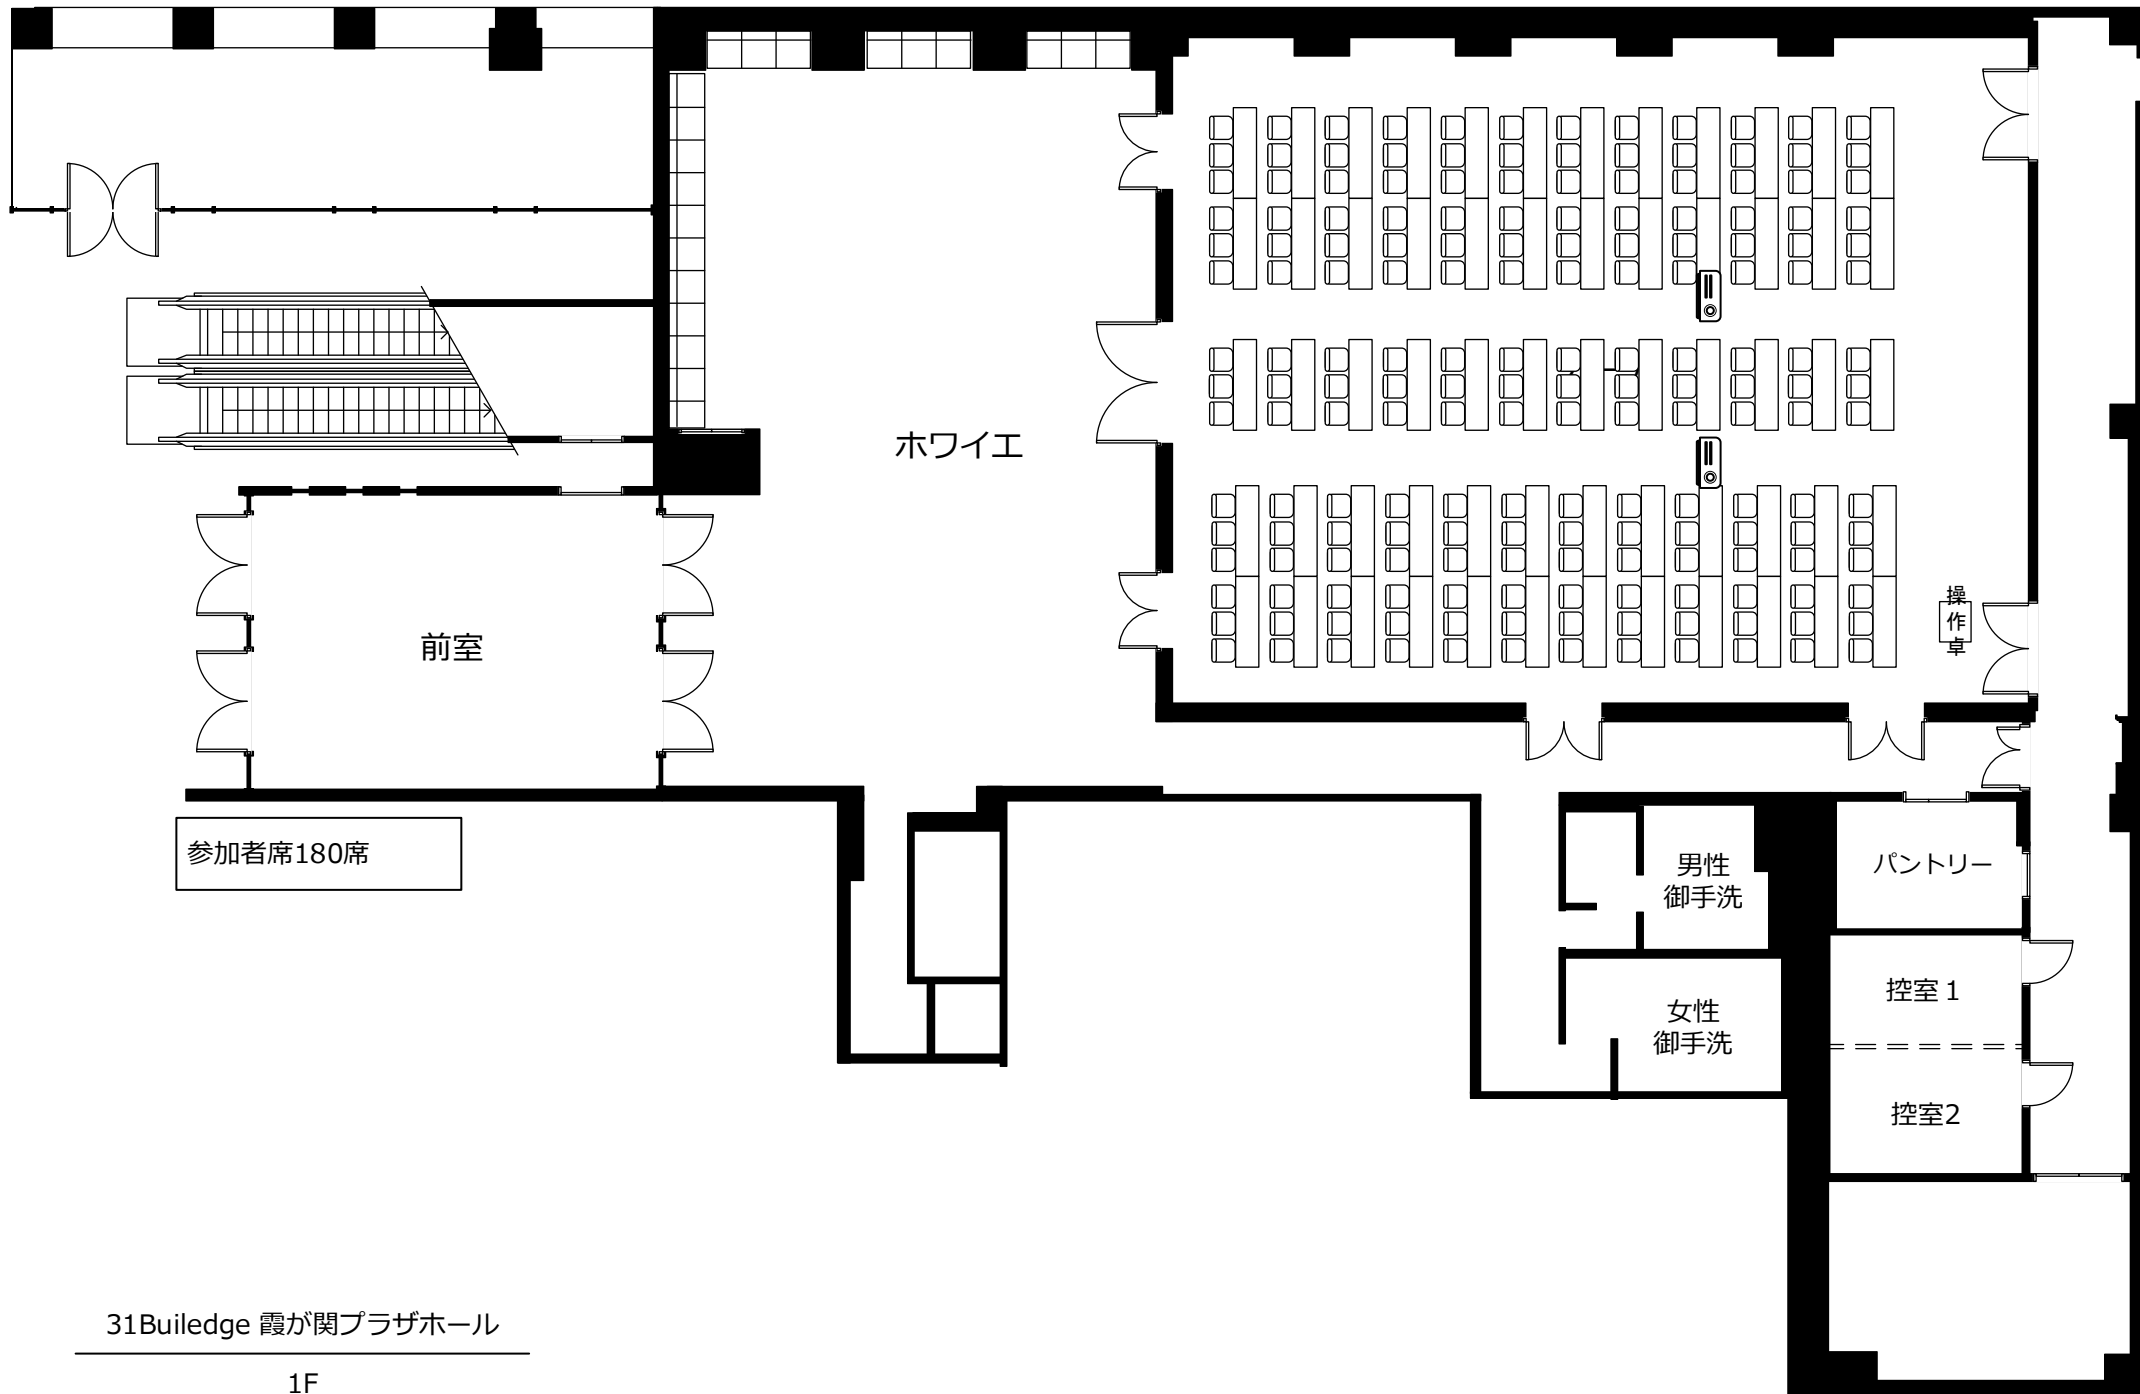 ホワイエ
操
作
卓
前室
参加者席180席
男性
御手洗
パントリー
控室１
女性
御手洗
控室2
31Builedge 霞が関プラザホール
1F